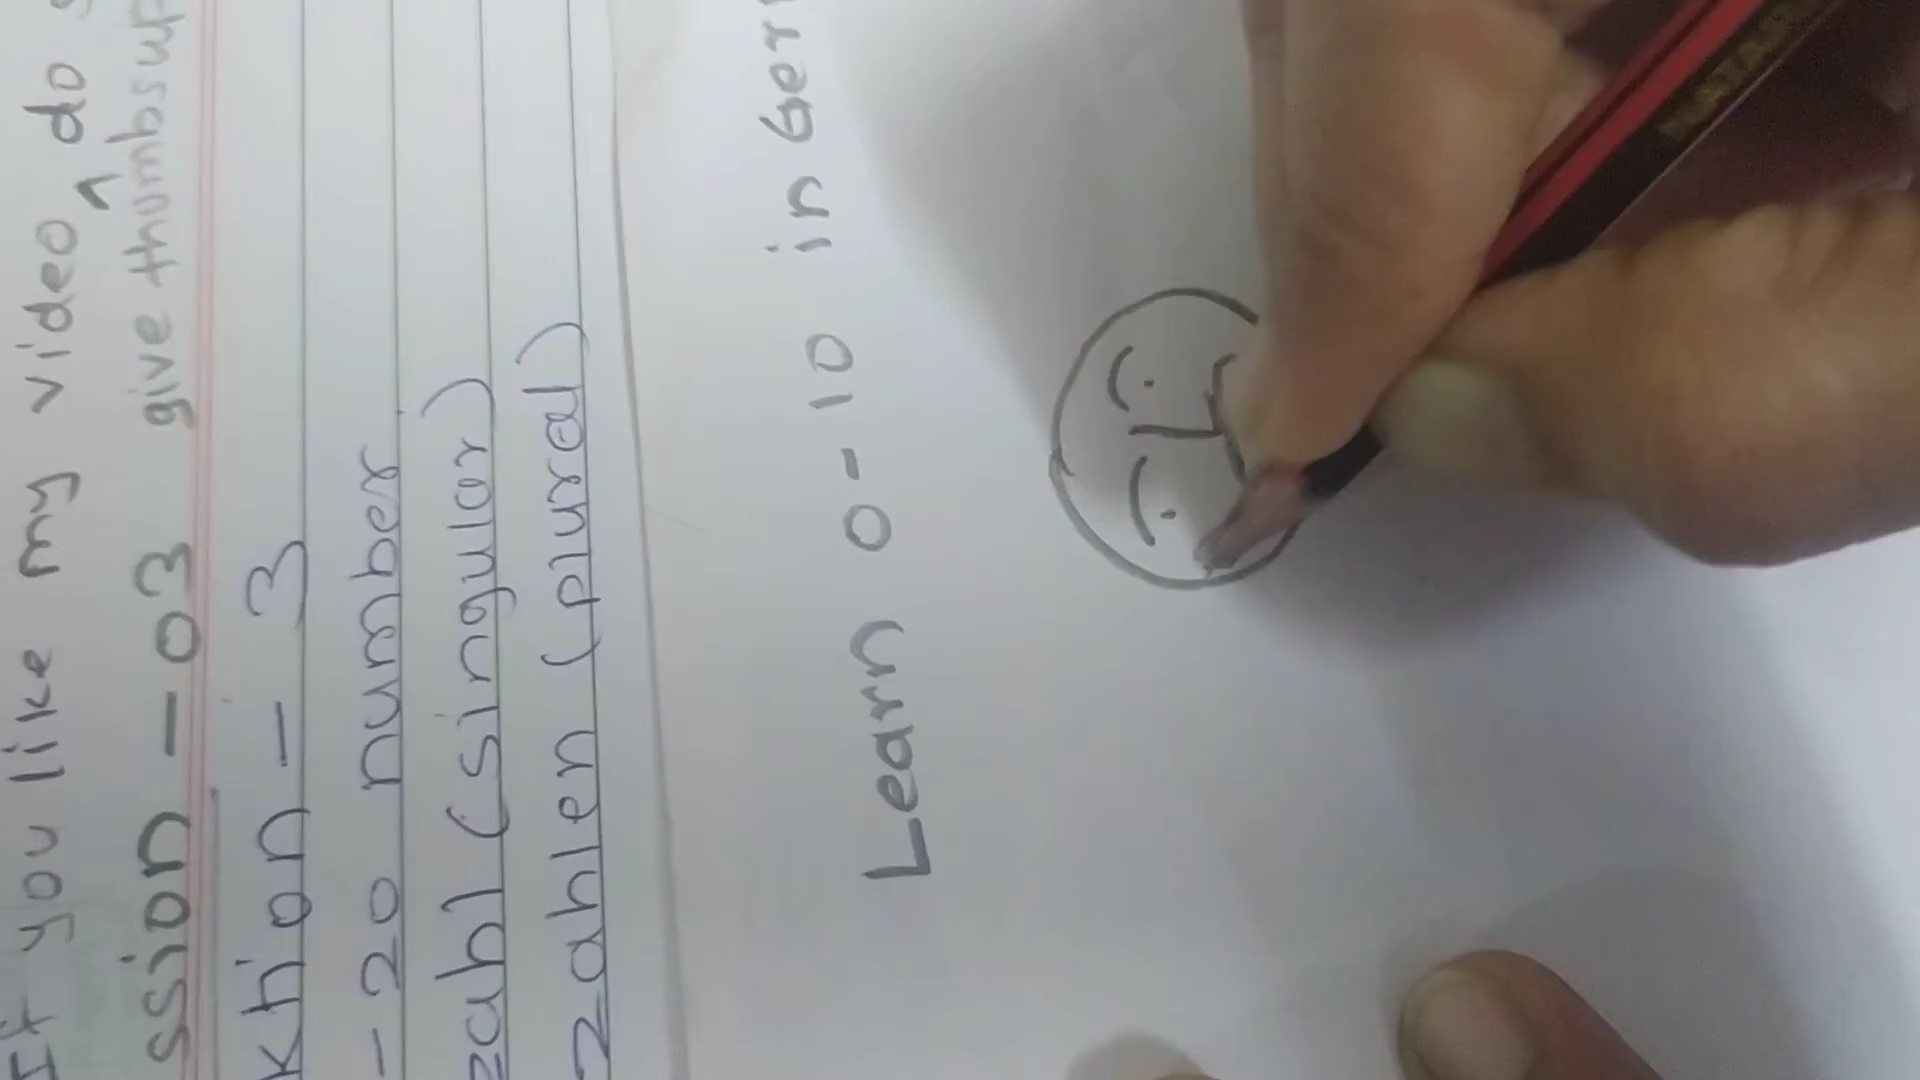 If you like my video, do
give thumbsup
ssion - 03
ktion - 3
- 20 number
zahl (singular)
zahlen (plural)
Learn 0-10 in Ger